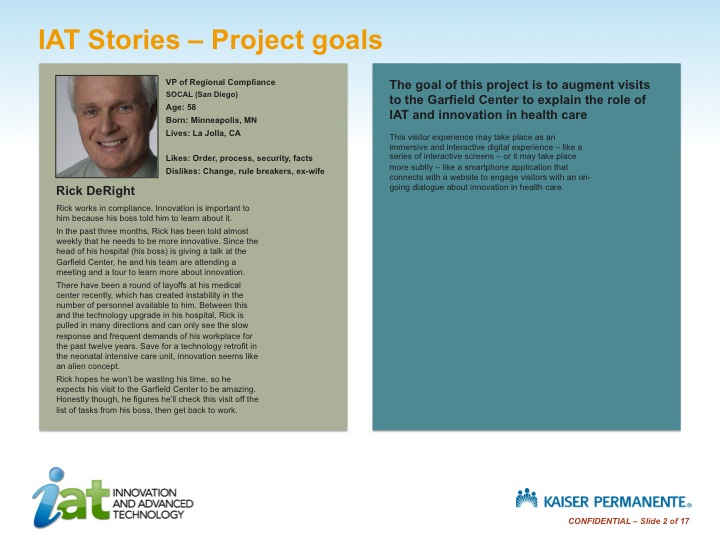 IAT Stories – Project goals
VP of Regional Compliance
SOCAL (San Diego)
Age: 58
Born: Minneapolis, MN
Lives: La Jolla, CA
Likes: Order, process, security, facts
Dislikes: Change, rule breakers, ex-wife
Rick DeRight
Rick works in compliance. Innovation is important to
him because his boss told him to learn about it.
In the past three months, Rick has been told almost
weekly that he needs to be more innovative. Since the
head of his hospital (his boss) is giving a talk at the
Garfield Center, he and his team are attending a
meeting and a tour to learn more about innovation.
There have been a round of layoffs at his medical
center recently, which has created instability in the
number of personnel available to him. Between this
and the technology upgrade in his hospital, Rick is
pulled in many directions and can only see the slow
response and frequent demands of his workplace for
the past twelve years. Save for a technology retrofit in
the neonatal intensive care unit, innovation seems like
an alien concept.
Rick hopes he won't be wasting his time, so he
expects his visit to the Garfield Center to be amazing.
Honestly though, he figures he'll check this visit off the
list of tasks from his boss, then get back to work.
The goal of this project is to augment visits
to the Garfield Center to explain the role of
IAT and innovation in health care
This visitor experience may take place as an
immersive and interactive digital experience – like a
series of interactive screens – or it may take place
more subtly – like a smartphone application that
connects with a website to engage visitors with an on-
going dialogue about innovation in health care.
iat INNOVATION
AND ADVANCED
TECHNOLOGY
KAISER PERMANENTE®
CONFIDENTIAL – Slide 2 of 17